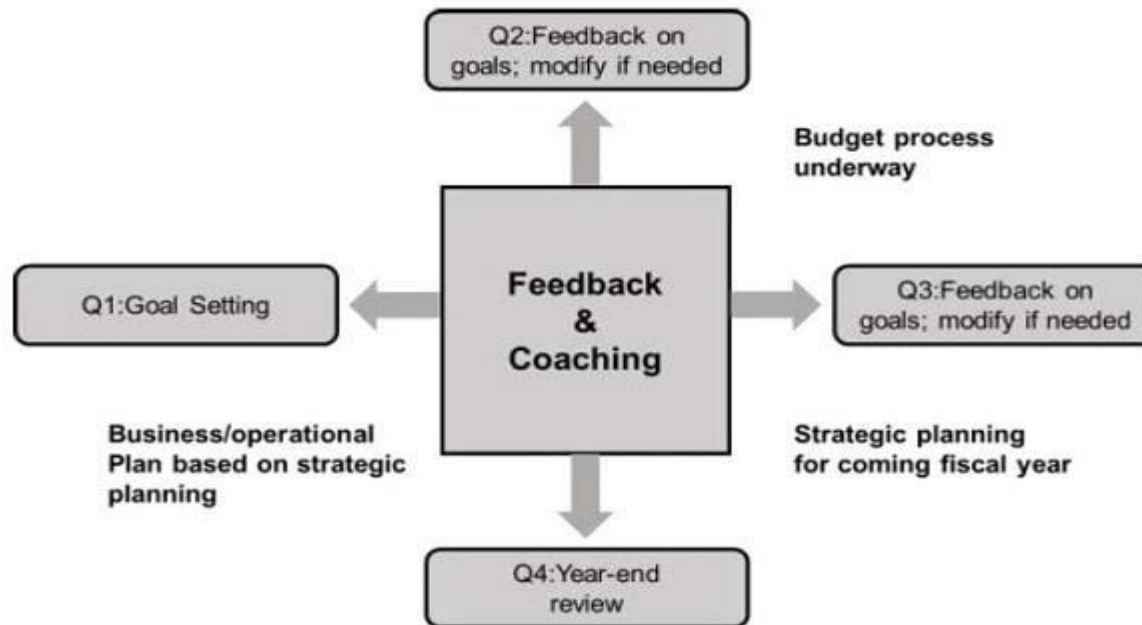 Q2:Feedback on
goals; modify if needed
Budget process
underway
Feedback
&
Coaching
Q1:Goal Setting
Q3:Feedback on
goals; modify if needed
Business/operational
Plan based on strategic
planning
Strategic planning
for coming fiscal year
Q4:Year-end
review